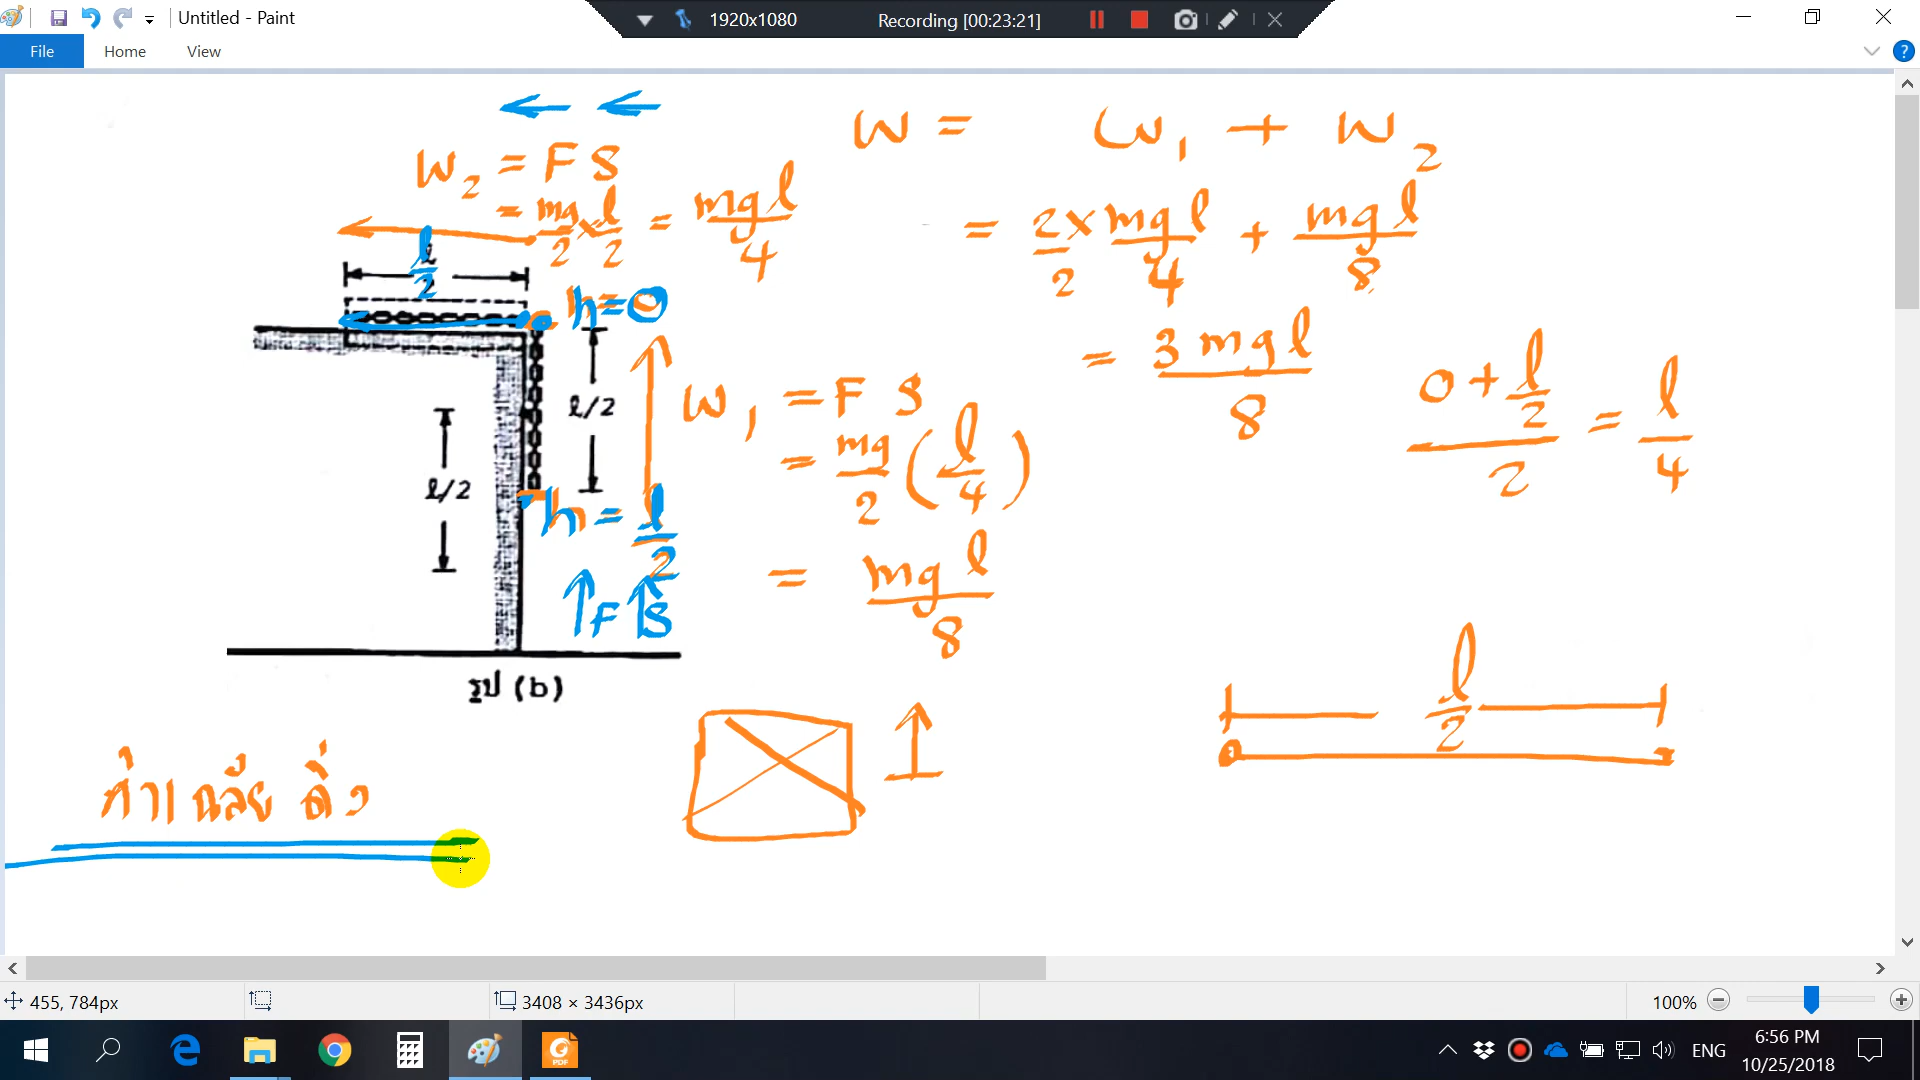 Untitled - Paint
1920x1080
Recording [00:23:21]
File
Home
View
W = W₁ + W₂
W₂ = F S
= mg/2 × l/2 = mgl/4
= 2/2 × mgl/4 + mgl/8
= 3mgl/8
l/2
h=0
l/2
l/2
W₁ = F S
= mg/2 (l/4)
= mgl/8
(0 + l/2)/2 = l/4
h = l/2
↑F ↑S
รูป (b)
l/2
455, 784px
3408 × 3436px
100%
PDF
ENG
6:56 PM
10/25/2018